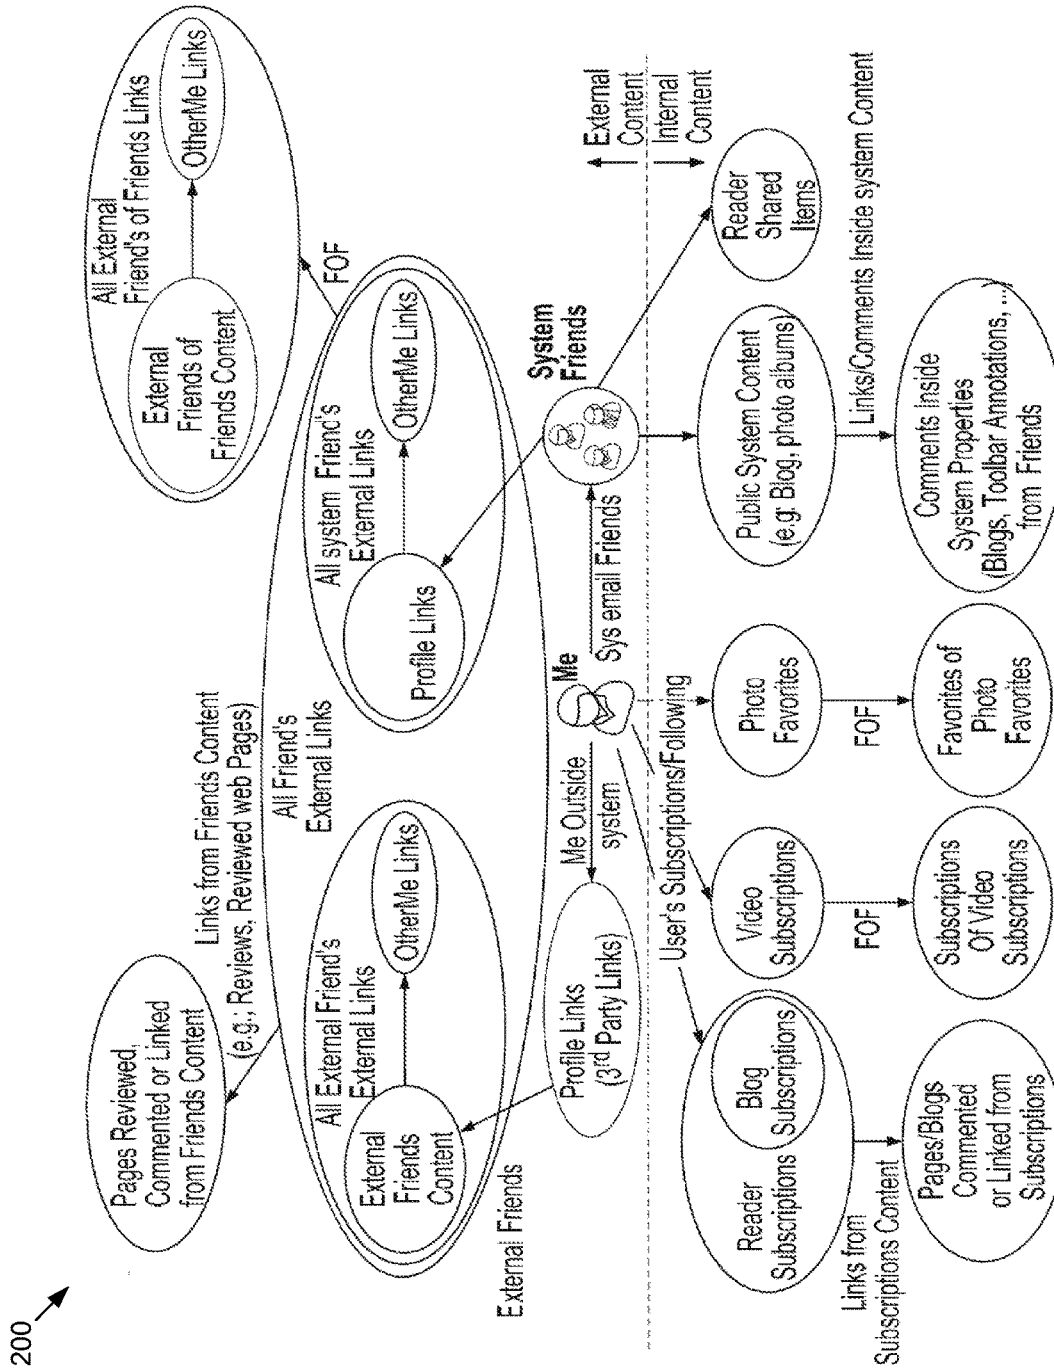 200
Pages Reviewed,
Commented or Linked
from Friends Content
Links from Friends Content
(e.g.; Reviews, Reviewed web Pages)
All External
Friend's of Friends Links
External
Friends of
Friends Content
OtherMe Links
FOF
All Friend's
External Links
All External Friend's
External Links
External
Friends
Content
OtherMe Links
All system Friend's
External Links
Profile Links
OtherMe Links
External Friends
Profile Links
(3rd Party Links)
Me Outside
system
Me
Sys email Friends
System
Friends
External
Content
Internal
Content
User's Subscriptions/Following
Reader
Subscriptions
Blog
Subscriptions
Video
Subscriptions
Photo
Favorites
Public System Content
(e.g: Blog, photo albums)
Reader
Shared
Items
Links from
Subscriptions Content
FOF
FOF
Links/Comments Inside system Content
Pages/Blogs
Commented
or Linked from
Subscriptions
Subscriptions
Of Video
Subscriptions
Favorites of
Photo
Favorites
Comments Inside
System Properties
(Blogs, Toolbar Annotations, ...)
from Friends